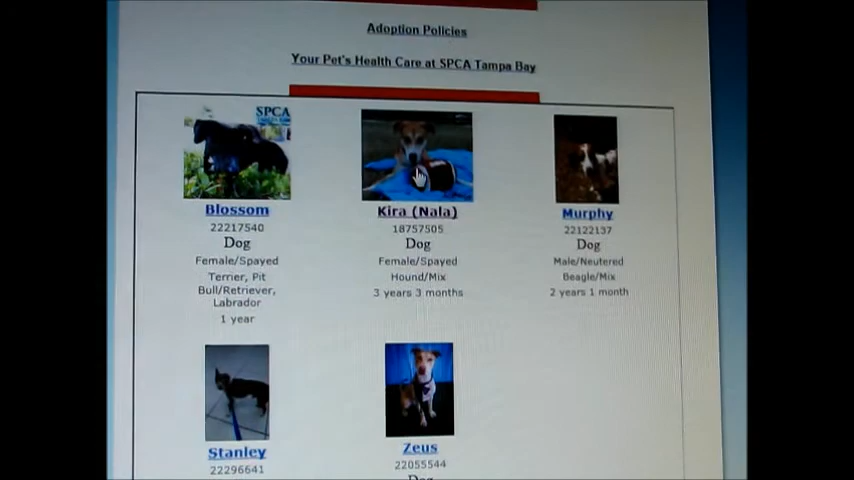 Adoption Policies
Your Pet's Health Care at SPCA Tampa Bay
SPCA
Blossom
22217540
Dog
Female/Spayed
Terrier, Pit
Bull/Retriever,
Labrador
1 year
Kira (Nala)
18757505
Dog
Female/Spayed
Hound/Mix
3 years 3 months
Murphy
22122137
Dog
Male/Neutered
Beagle/Mix
2 years 1 month
Stanley
22296641
Zeus
22055544
Dog